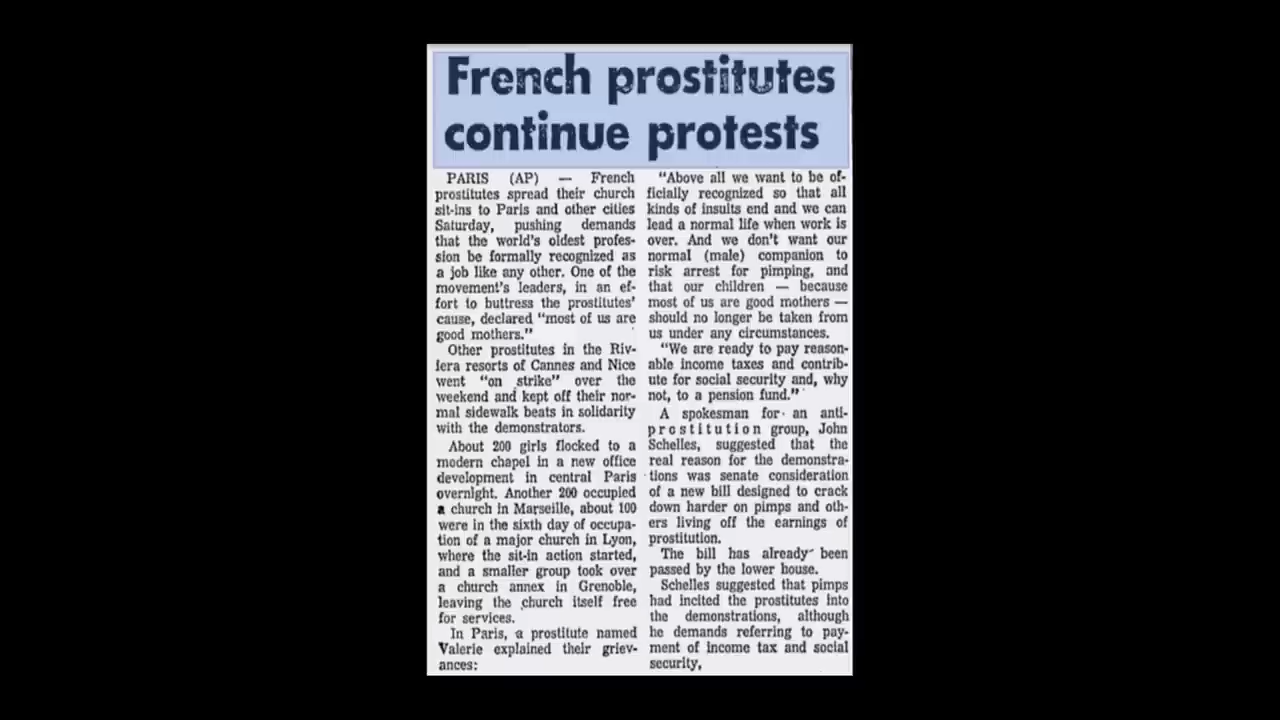 French prostitutes
continue protests
PARIS (AP) — French
prostitutes spread their church
sit-ins to Paris and other cities
Saturday, pushing demands
that the world's oldest profes-
sion be formally recognized as
a job like any other. One of the
movement's leaders, in an ef-
fort to buttress the prostitutes'
cause, declared "most of us are
good mothers."
Other prostitutes in the Riv-
iera resorts of Cannes and Nice
went "on strike" over the
weekend and kept off their nor-
mal sidewalk beats in solidarity
with the demonstrators.
About 200 girls flocked to a
modern chapel in a new office
development in central Paris
overnight. Another 200 occupied
a church in Marseille, about 100
were in the sixth day of occupa-
tion of a major church in Lyon,
where the sit-in action started,
and a smaller group took over
a church annex in Grenoble,
leaving the church itself free
for services.
In Paris, a prostitute named
Valerie explained their griev-
ances:
"Above all we want to be of-
ficially recognized so that all
kinds of insults end and we can
lead a normal life when work is
over. And we don't want our
normal (male) companion to
risk arrest for pimping, and
that our children — because
most of us are good mothers —
should no longer be taken from
us under any circumstances.
"We are ready to pay reason-
able income taxes and contrib-
ute for social security and, why
not, to a pension fund."
A spokesman for an anti-
prostitution group, John
Schelles, suggested that the
real reason for the demonstra-
tions was senate consideration
of a new bill designed to crack
down harder on pimps and oth-
ers living off the earnings of
prostitution.
The bill has already been
passed by the lower house.
Schelles suggested that pimps
had incited the prostitutes into
the demonstrations, although
he demands referring to pay-
ment of income tax and social
security,